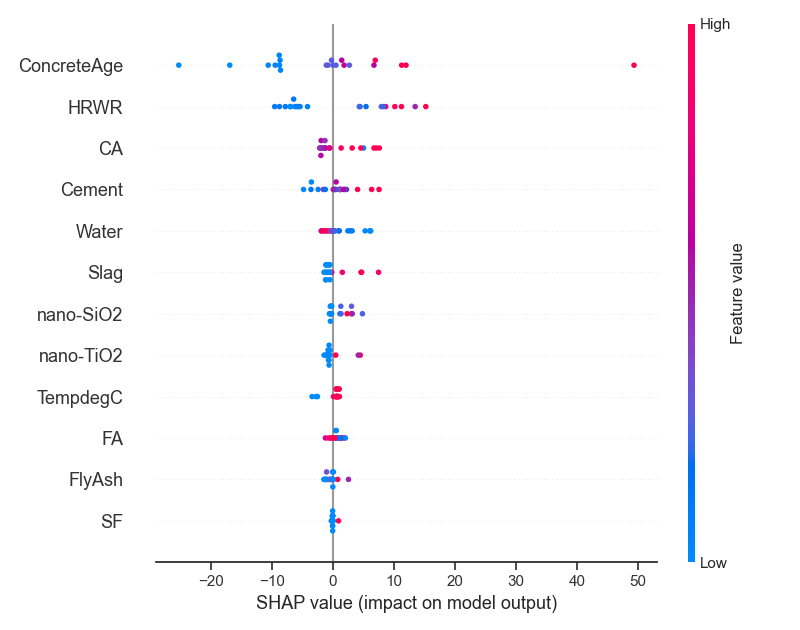 High
ConcreteAge
HRWR
CA
Cement
Water
Slag
nano-SiO2
nano-TiO2
TempdegC
FA
FlyAsh
SF
Feature value
Low
−20 −10 0 10 20 30 40 50
SHAP value (impact on model output)